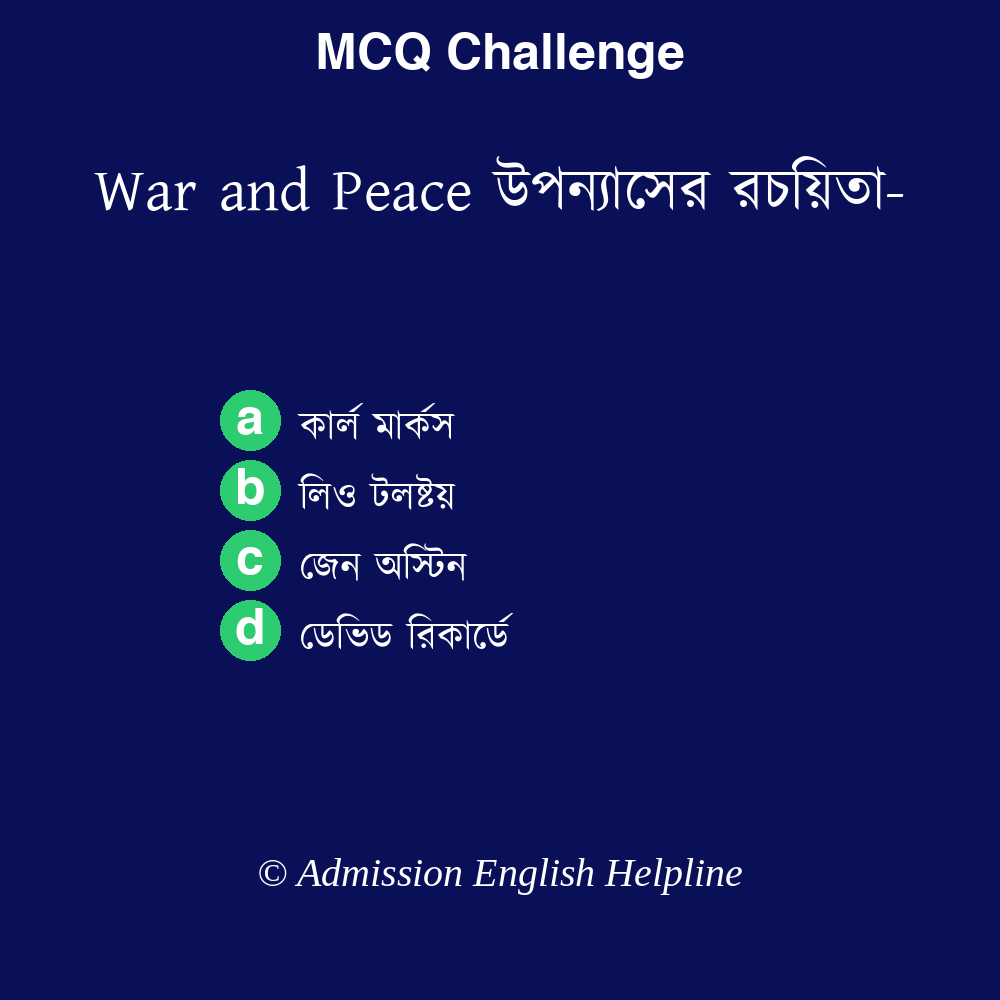 MCQ Challenge
War and Peace উপন্যাসের রচয়িতা-
a কার্ল মার্কস
b লিও টলষ্টয়
c জেন অস্টিন
d ডেভিড রিকার্ডে
© Admission English Helpline